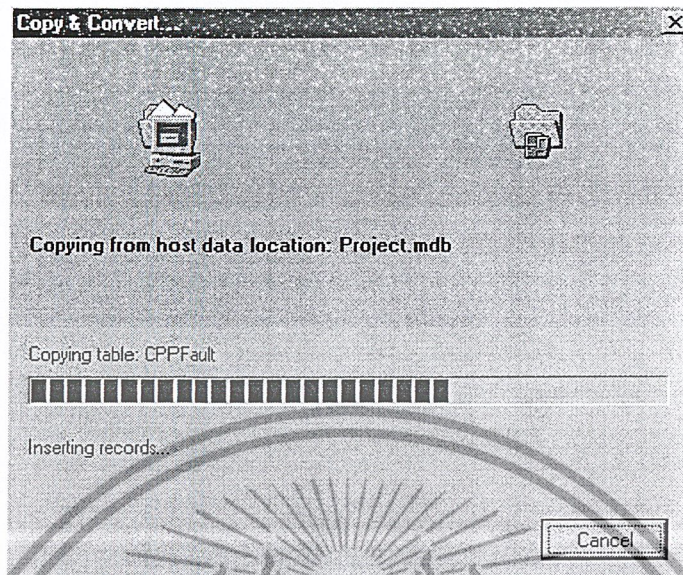 Copy & Convert...
Copying from host data location: Project.mdb
Copying table: CPPFault
Inserting records...
Cancel